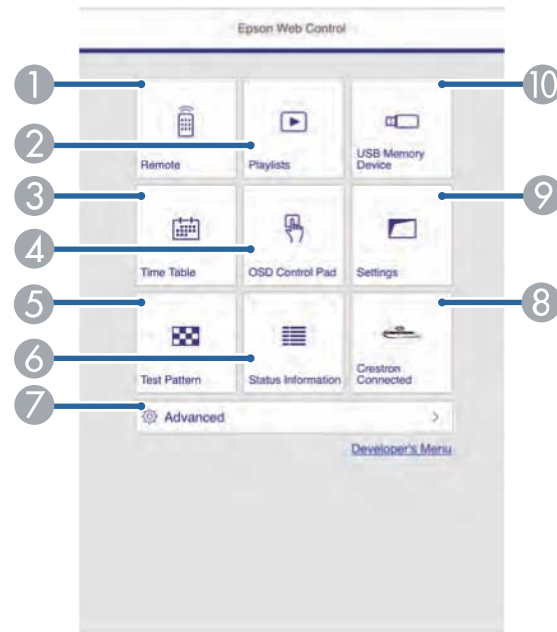 Epson Web Control
1
10
2
Remote
Playlists
USB Memory
Device
3
9
4
Time Table
OSD Control Pad
Settings
5
8
6
Test Pattern
Status Information
Crestron
Connected
7
Advanced
Developer's Menu